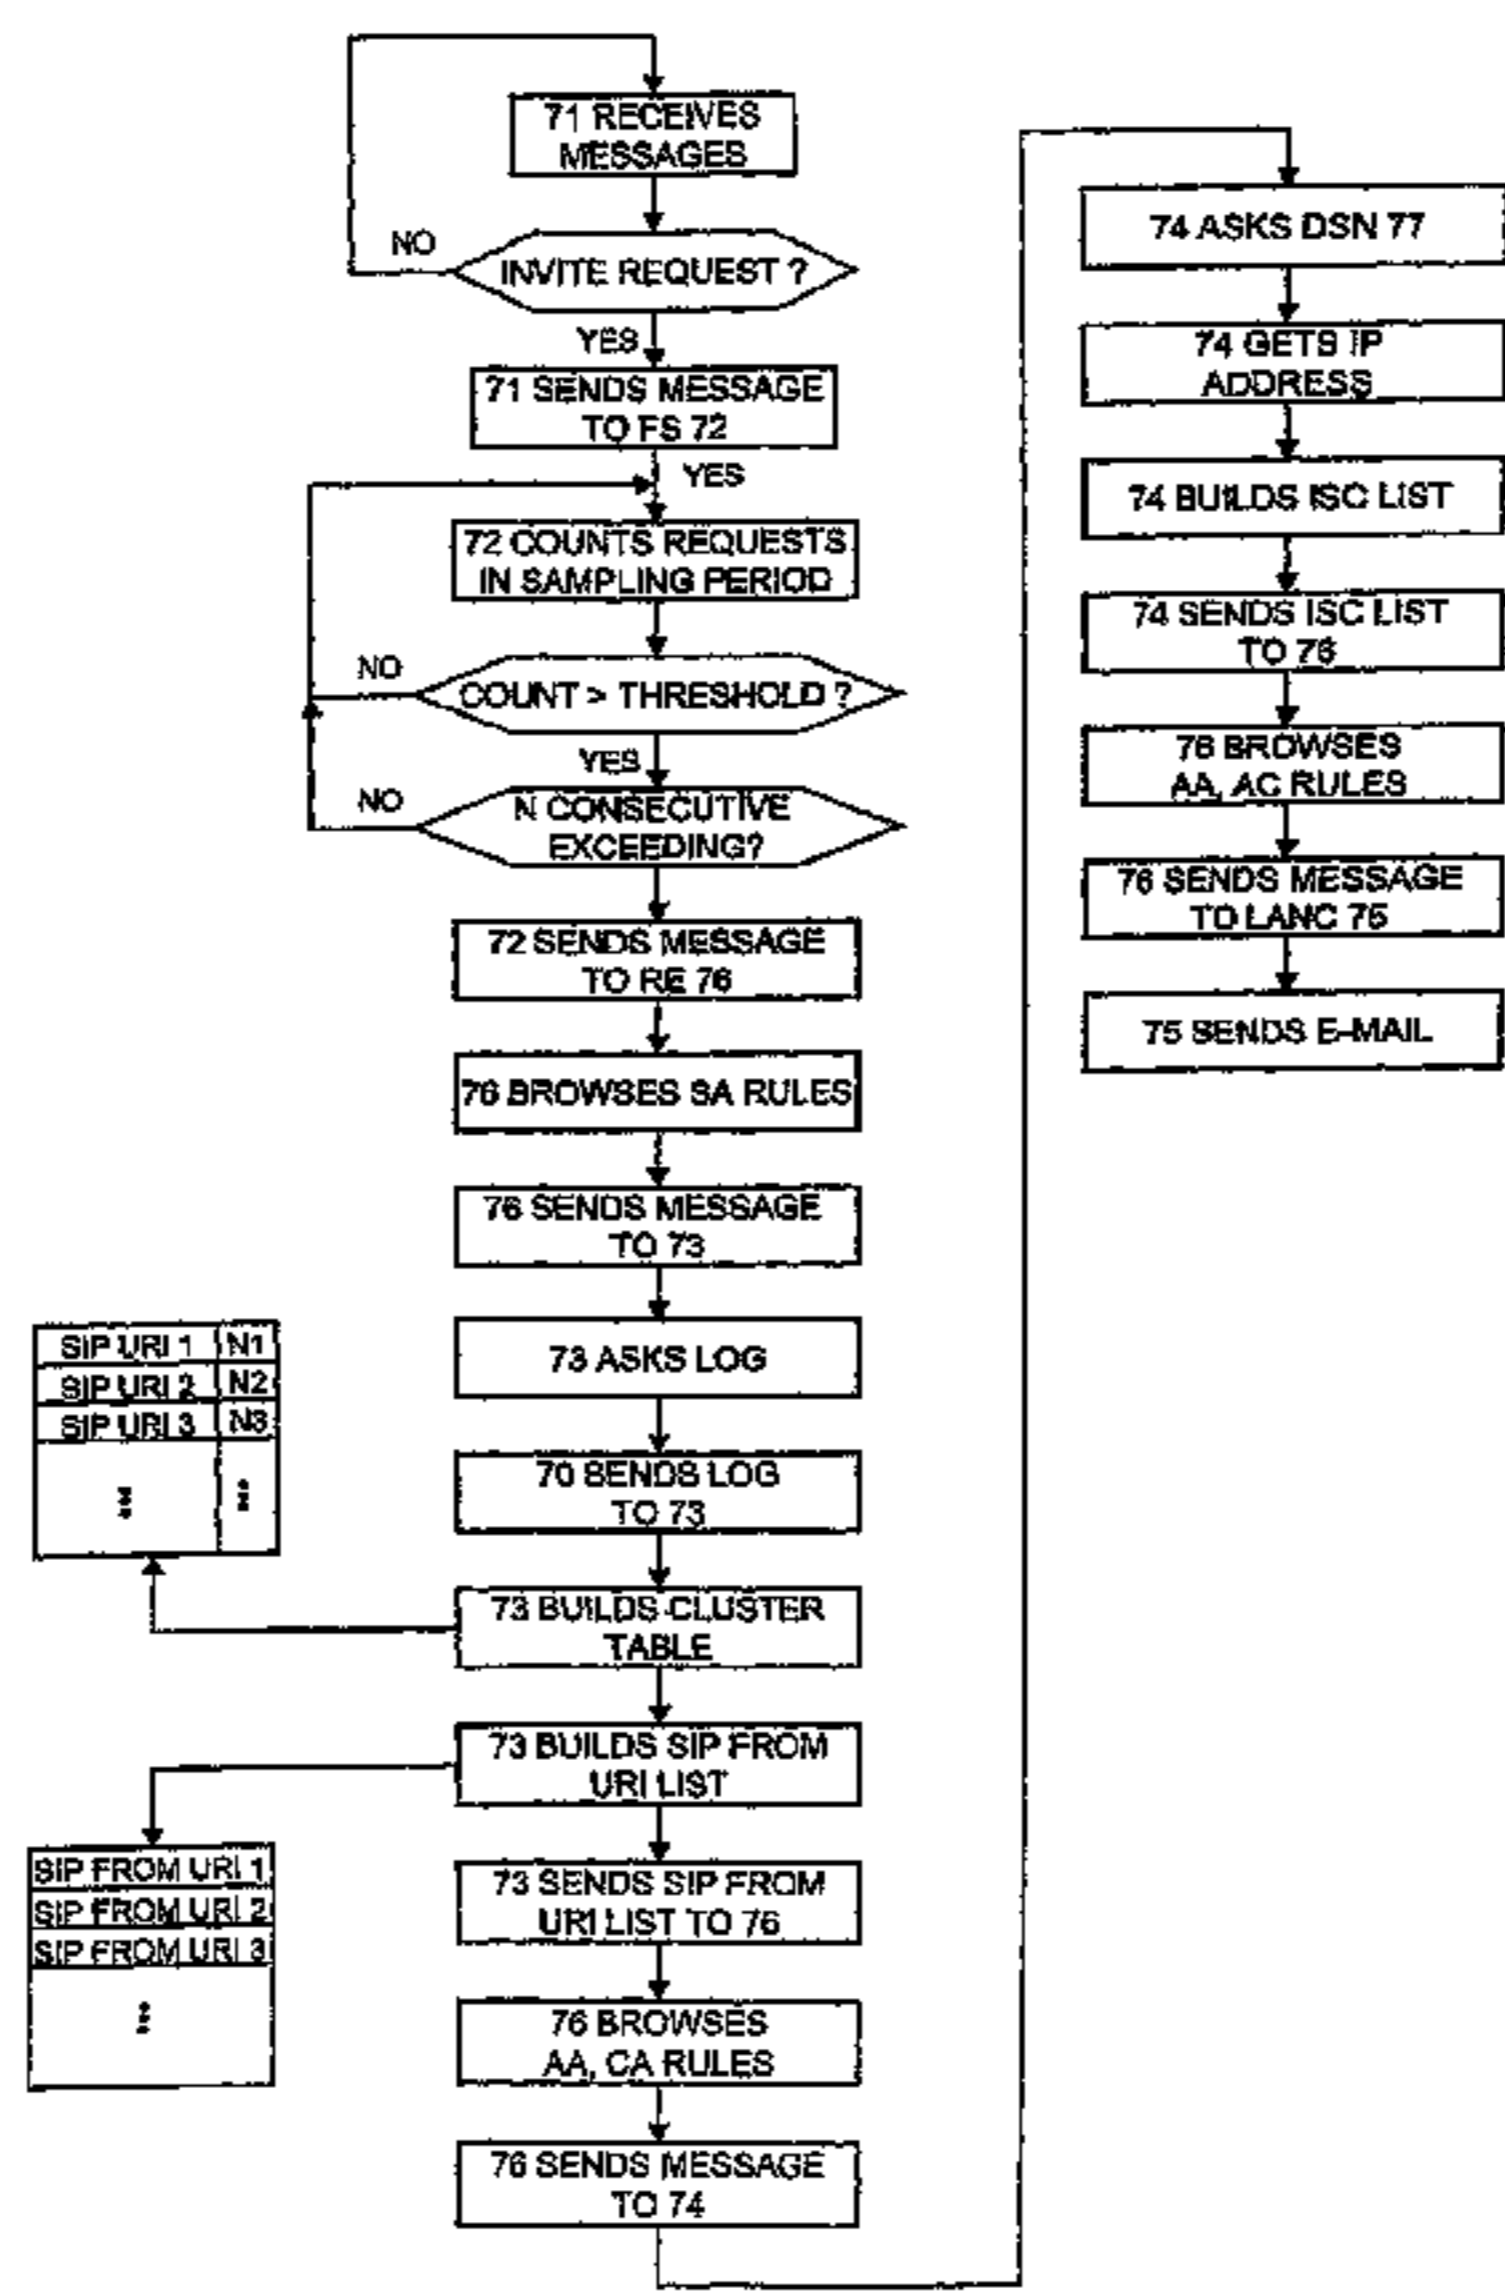 71 RECEIVES
MESSAGES
NO
INVITE REQUEST ?
YES
71 SENDS MESSAGE
TO FS 72
YES
72 COUNTS REQUESTS
IN SAMPLING PERIOD
NO
COUNT > THRESHOLD ?
YES
NO
N CONSECUTIVE
EXCEEDING?
72 SENDS MESSAGE
TO RE 76
76 BROWSES SA RULES
76 SENDS MESSAGE
TO 73
73 ASKS LOG
70 SENDS LOG
TO 73
73 BUILDS CLUSTER
TABLE
SIP URI 1 N1
SIP URI 2 N2
SIP URI 3 N3
73 BUILDS SIP FROM
URI LIST
SIP FROM URI 1
SIP FROM URI 2
SIP FROM URI 3
73 SENDS SIP FROM
URI LIST TO 76
76 BROWSES
AA, CA RULES
76 SENDS MESSAGE
TO 74
74 ASKS DSN 77
74 GETS IP
ADDRESS
74 BUILDS ISC LIST
74 SENDS ISC LIST
TO 76
76 BROWSES
AA, AC RULES
76 SENDS MESSAGE
TO LANC 75
75 SENDS E-MAIL